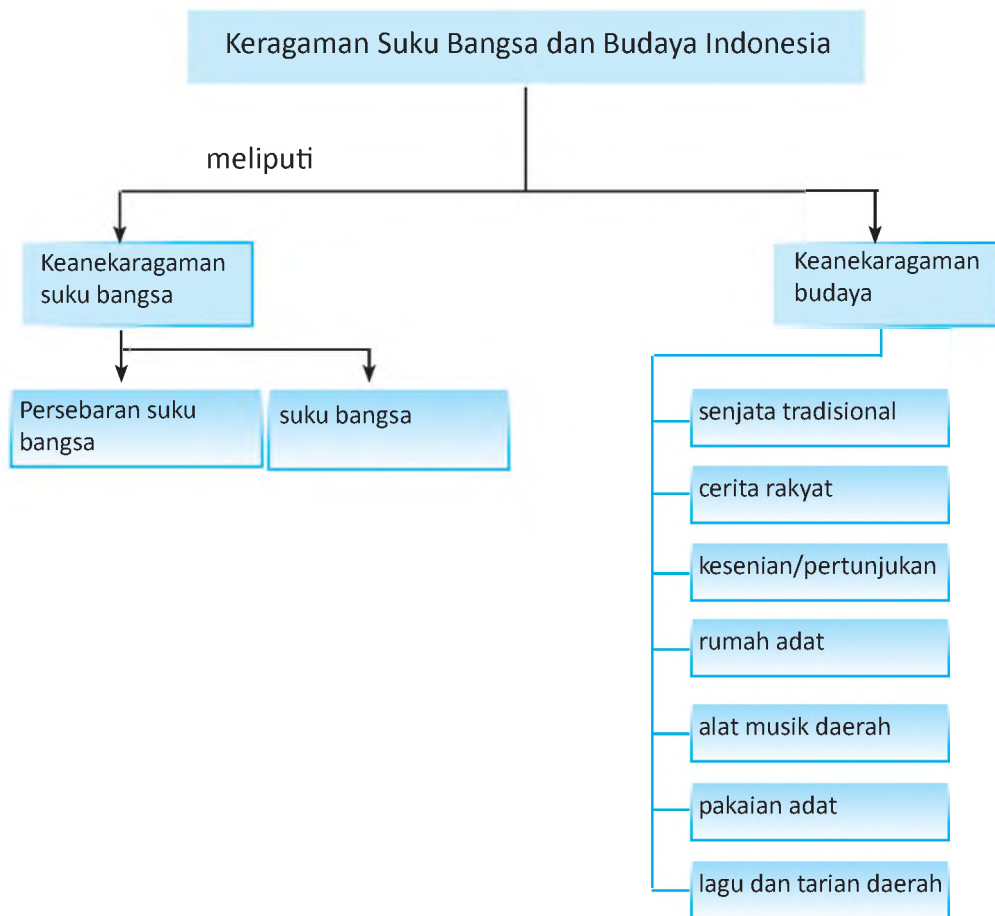 Keragaman Suku Bangsa dan Budaya Indonesia
meliputi
Keanekaragaman
suku bangsa
Keanekaragaman
budaya
Persebaran suku
bangsa
suku bangsa
senjata tradisional
cerita rakyat
kesenian/pertunjukan
rumah adat
alat musik daerah
pakaian adat
lagu dan tarian daerah